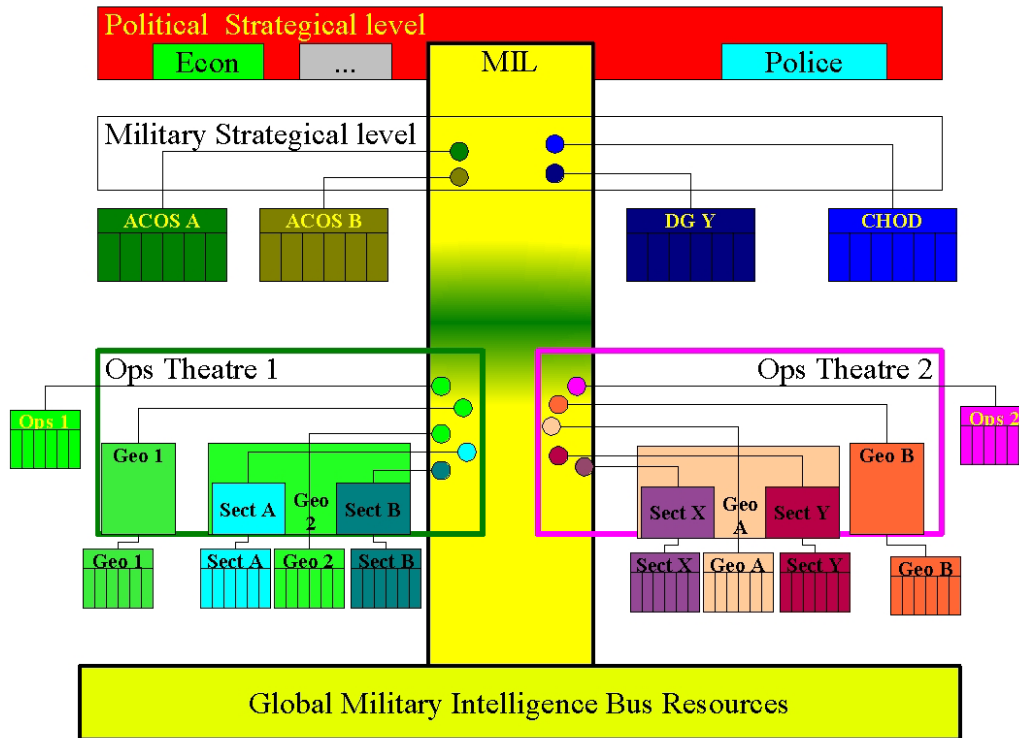 Political Strategical level
Econ
...
MIL
Police
Military Strategical level
ACOS A
ACOS B
DG Y
CHOD
Ops Theatre 1
Ops Theatre 2
Ops 1
Ops 2
Geo 1
Geo B
Sect A
Geo
2
Sect B
Sect X
Geo
A
Sect Y
Geo 1
Sect A
Geo 2
Sect B
Sect X
Geo A
Sect Y
Geo B
Global Military Intelligence Bus Resources